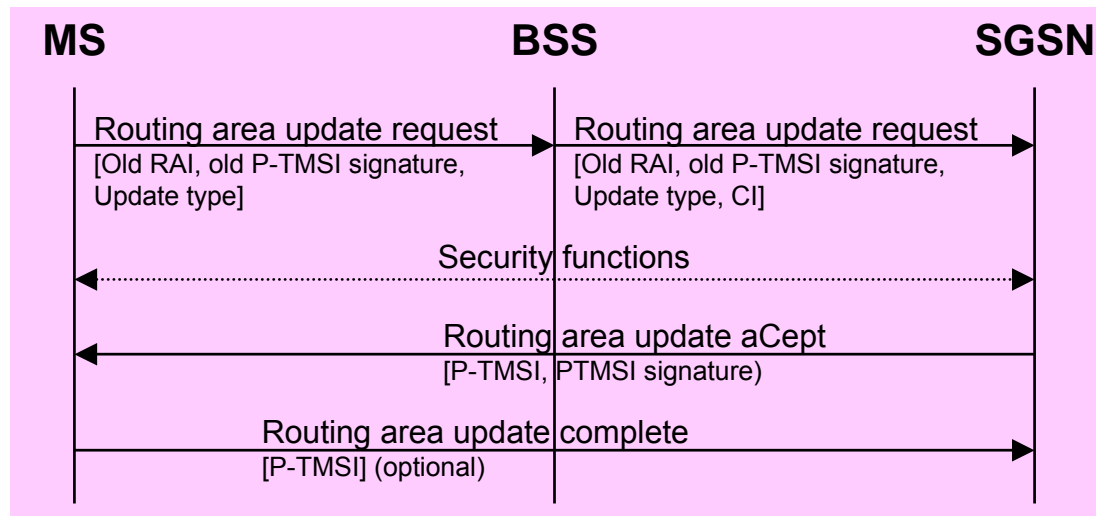 MS BSS SGSN
Routing area update request
[Old RAI, old P-TMSI signature,
Update type]
Routing area update request
[Old RAI, old P-TMSI signature,
Update type, CI]
Security functions
Routing area update aCept
[P-TMSI, PTMSI signature)
Routing area update complete
[P-TMSI] (optional)